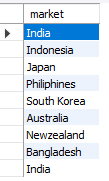 market
India
Indonesia
Japan
Philiphines
South Korea
Australia
Newzealand
Bangladesh
India